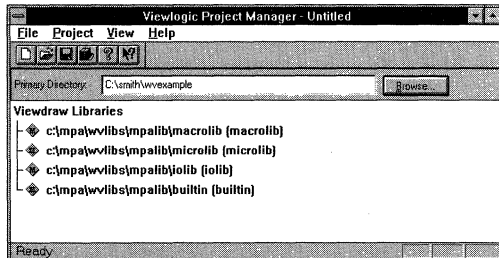 Viewlogic Project Manager - Untitled
File Project View Help
Primary Directory: C:\smith\wvexample Browse...
Viewdraw Libraries
c:\mpa\wvlibs\mpalib\macrolib (macrolib)
c:\mpa\wvlibs\mpalib\microlib (microlib)
c:\mpa\wvlibs\mpalib\iolib (iolib)
c:\mpa\wvlibs\mpalib\builtin (builtin)
Ready